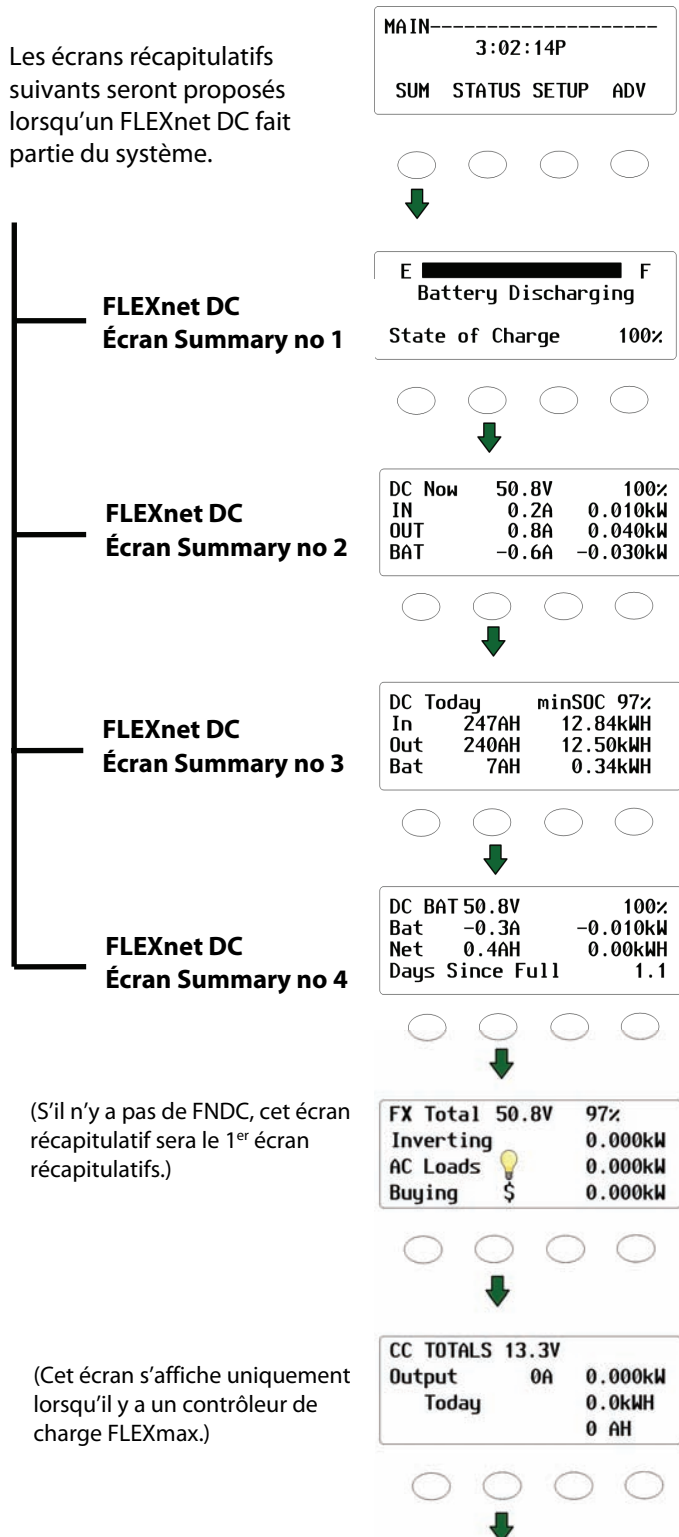 Les écrans récapitulatifs
suivants seront proposés
lorsqu'un FLEXnet DC fait
partie du système.
MAIN--------------------
3:02:14P
SUM STATUS SETUP ADV
FLEXnet DC
Écran Summary no 1
E F
Battery Discharging
State of Charge 100%
FLEXnet DC
Écran Summary no 2
DC Now 50.8V 100%
IN 0.2A 0.010kW
OUT 0.8A 0.040kW
BAT -0.6A -0.030kW
FLEXnet DC
Écran Summary no 3
DC Today minSOC 97%
In 247AH 12.84kWH
Out 240AH 12.50kWH
Bat 7AH 0.34kWH
FLEXnet DC
Écran Summary no 4
DC BAT 50.8V 100%
Bat -0.3A -0.010kW
Net 0.4AH 0.00kWH
Days Since Full 1.1
(S'il n'y a pas de FNDC, cet écran
récapitulatif sera le 1er écran
récapitulatifs.)
FX Total 50.8V 97%
Inverting 0.000kW
AC Loads 0.000kW
Buying $ 0.000kW
(Cet écran s'affiche uniquement
lorsqu'il y a un contrôleur de
charge FLEXmax.)
CC TOTALS 13.3V
Output 0A 0.000kW
Today 0.0kWH
0 AH